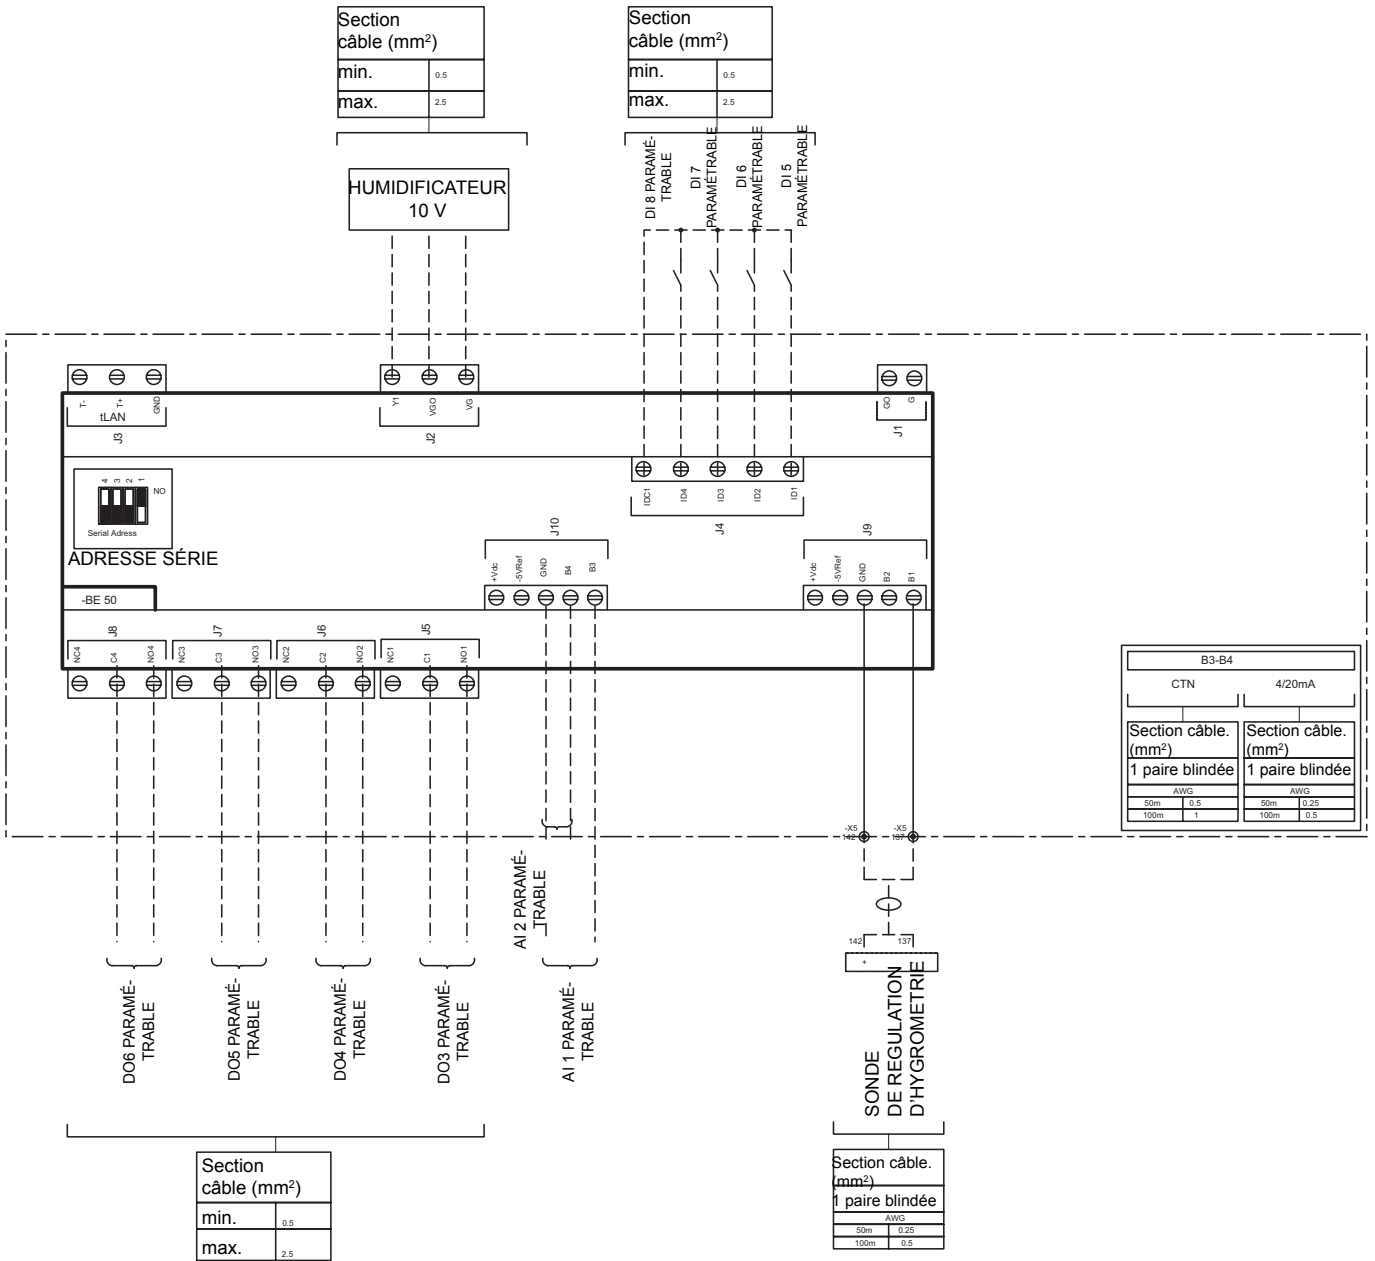 Section
câble (mm²)
min. 0.5
max. 2.5
Section
câble (mm²)
min. 0.5
max. 2.5
HUMIDIFICATEUR
10 V
DI 8 PARAMÉ-
TRABLE
DI 7
PARAMÉTRABLE
DI 6
PARAMÉTRABLE
DI 5
PARAMÉTRABLE
T- T+ GND
tLAN
J3
Y1 VGO VG
J2
GO G
J1
4 3 2 1
NO
Serial Adress
ADRESSE SÉRIE
IDC1 ID4 ID3 ID2 ID1
J4
J10
+Vdc -5VRef GND B4 B3
J9
+Vdc -5VRef GND B2 B1
-BE 50
J8
NC4 C4 NO4
J7
NC3 C3 NO3
J6
NC2 C2 NO2
J5
NC1 C1 NO1
B3-B4
CTN 4/20mA
Section câble.
(mm²)
1 paire blindée
AWG
50m 0.5
100m 1
Section câble.
(mm²)
1 paire blindée
AWG
50m 0.25
100m 0.5
-X5
142
-X5
137
AI 2 PARAMÉ-
TRABLE
142 137
+
DO6 PARAMÉ-
TRABLE
DO5 PARAMÉ-
TRABLE
DO4 PARAMÉ-
TRABLE
DO3 PARAMÉ-
TRABLE
AI 1 PARAMÉ-
TRABLE
SONDE
DE REGULATION
D'HYGROMETRIE
Section
câble (mm²)
min. 0.5
max. 2.5
Section câble.
(mm²)
1 paire blindée
AWG
50m 0.25
100m 0.5